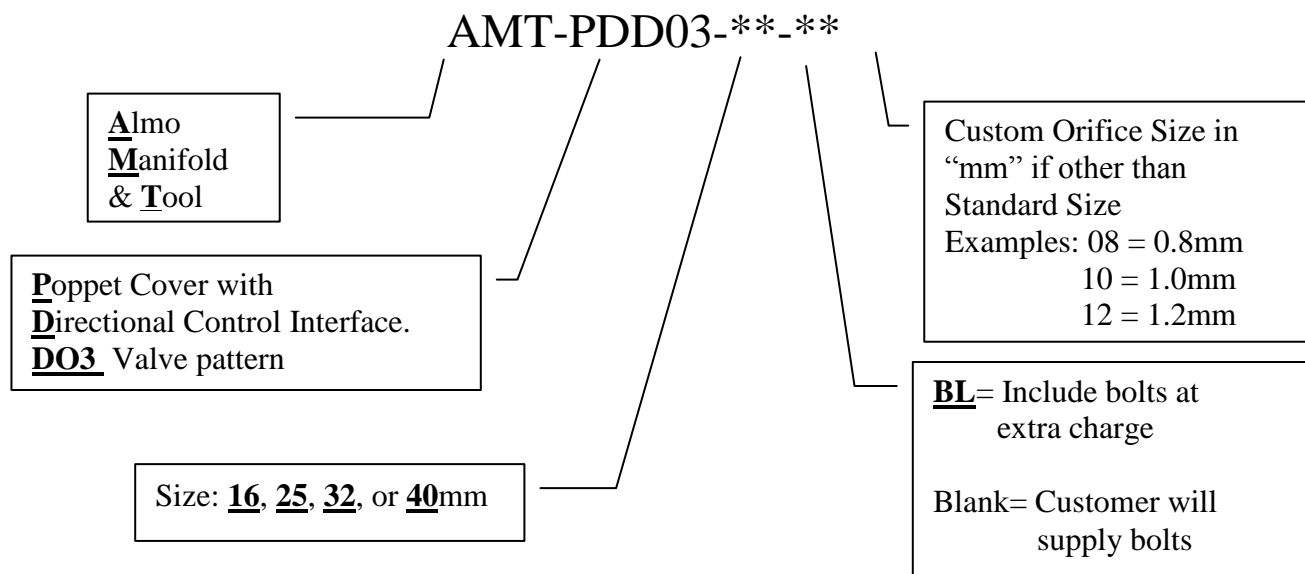 AMT-PDD03-**-**
Almo
Manifold
& Tool
Poppet Cover with
Directional Control Interface.
DO3 Valve pattern
Size: 16, 25, 32, or 40mm
Custom Orifice Size in
“mm” if other than
Standard Size
Examples: 08 = 0.8mm
10 = 1.0mm
12 = 1.2mm
BL= Include bolts at
extra charge
Blank= Customer will
supply bolts